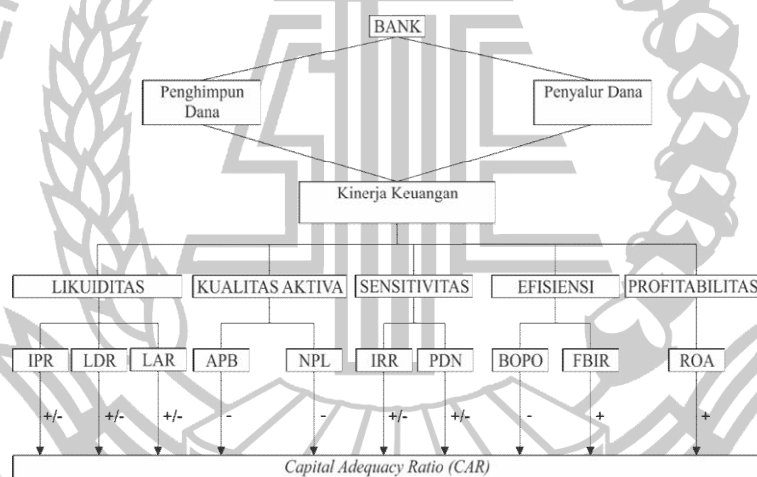 BANK
Penghimpun
Dana
Penyalur Dana
Kinerja Keuangan
LIKUIDITAS KUALITAS AKTIVA SENSITIVITAS EFISIENSI PROFITABILITAS
IPR LDR LAR APB NPL IRR PDN BOPO FBIR ROA
+/- +/- +/- - - +/- +/- - + +
Capital Adequacy Ratio (CAR)